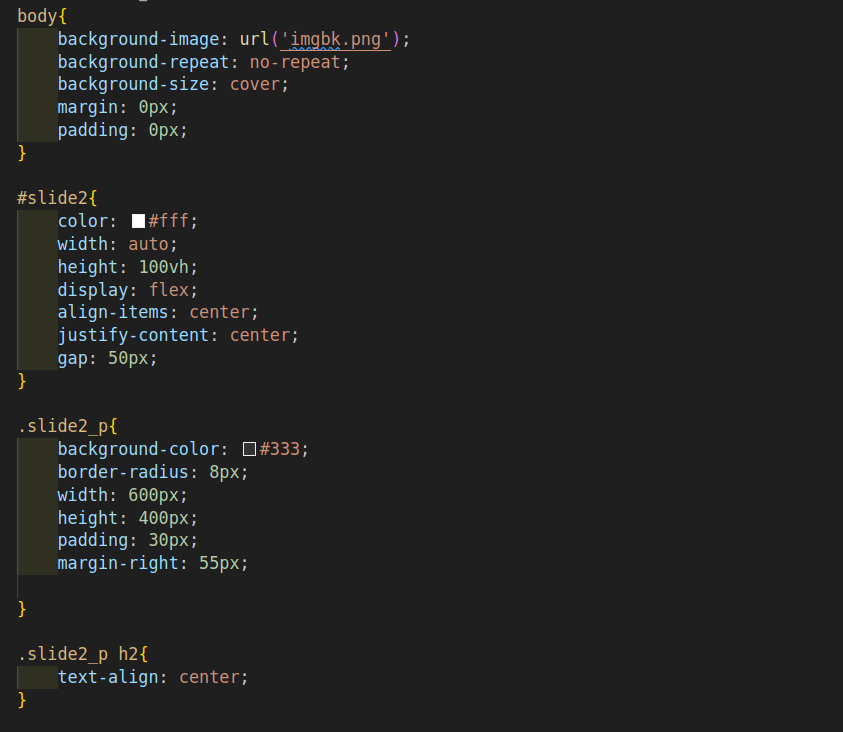 body{
    background-image: url('imgbk.png');
    background-repeat: no-repeat;
    background-size: cover;
    margin: 0px;
    padding: 0px;
}

#slide2{
    color: #fff;
    width: auto;
    height: 100vh;
    display: flex;
    align-items: center;
    justify-content: center;
    gap: 50px;
}

.slide2_p{
    background-color: #333;
    border-radius: 8px;
    width: 600px;
    height: 400px;
    padding: 30px;
    margin-right: 55px;

}

.slide2_p h2{
    text-align: center;
}